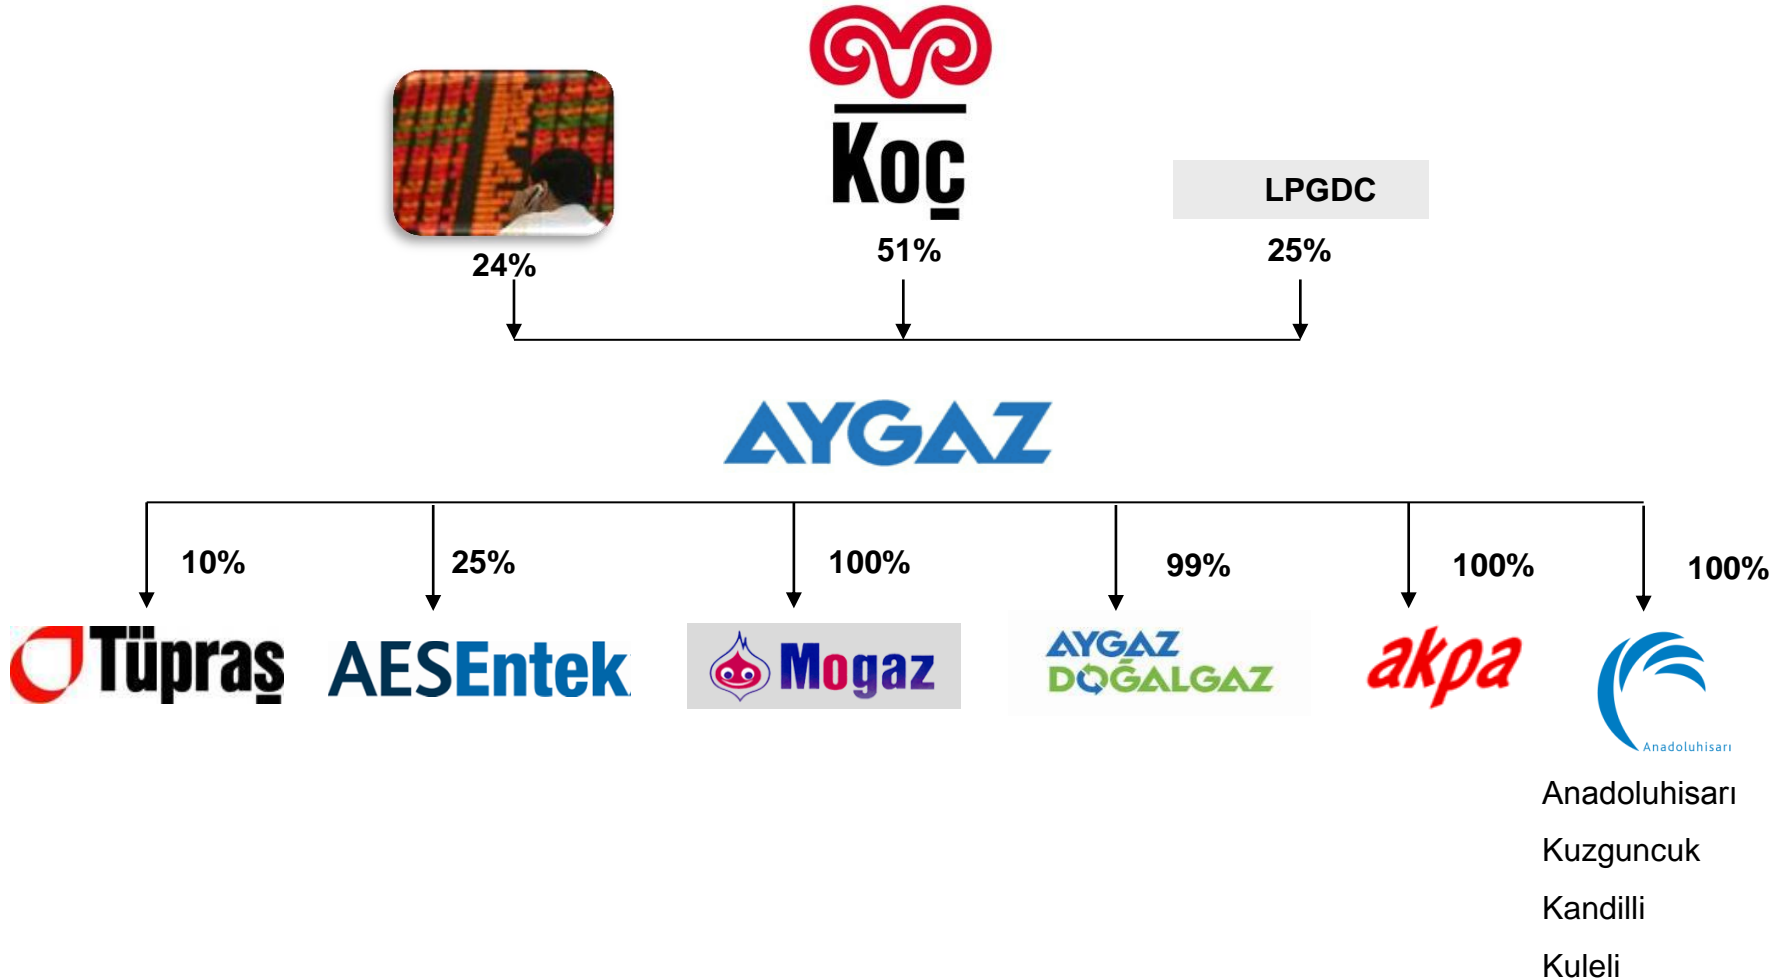 Koç
LPGDC
24%
51%
25%
AYGAZ
10%
25%
100%
99%
100%
100%
Tüpraş
AESEntek
Mogaz
AYGAZ
DOĞALGAZ
akpa
Anadoluhisarı
Anadoluhisarı
Kuzguncuk
Kandilli
Kuleli